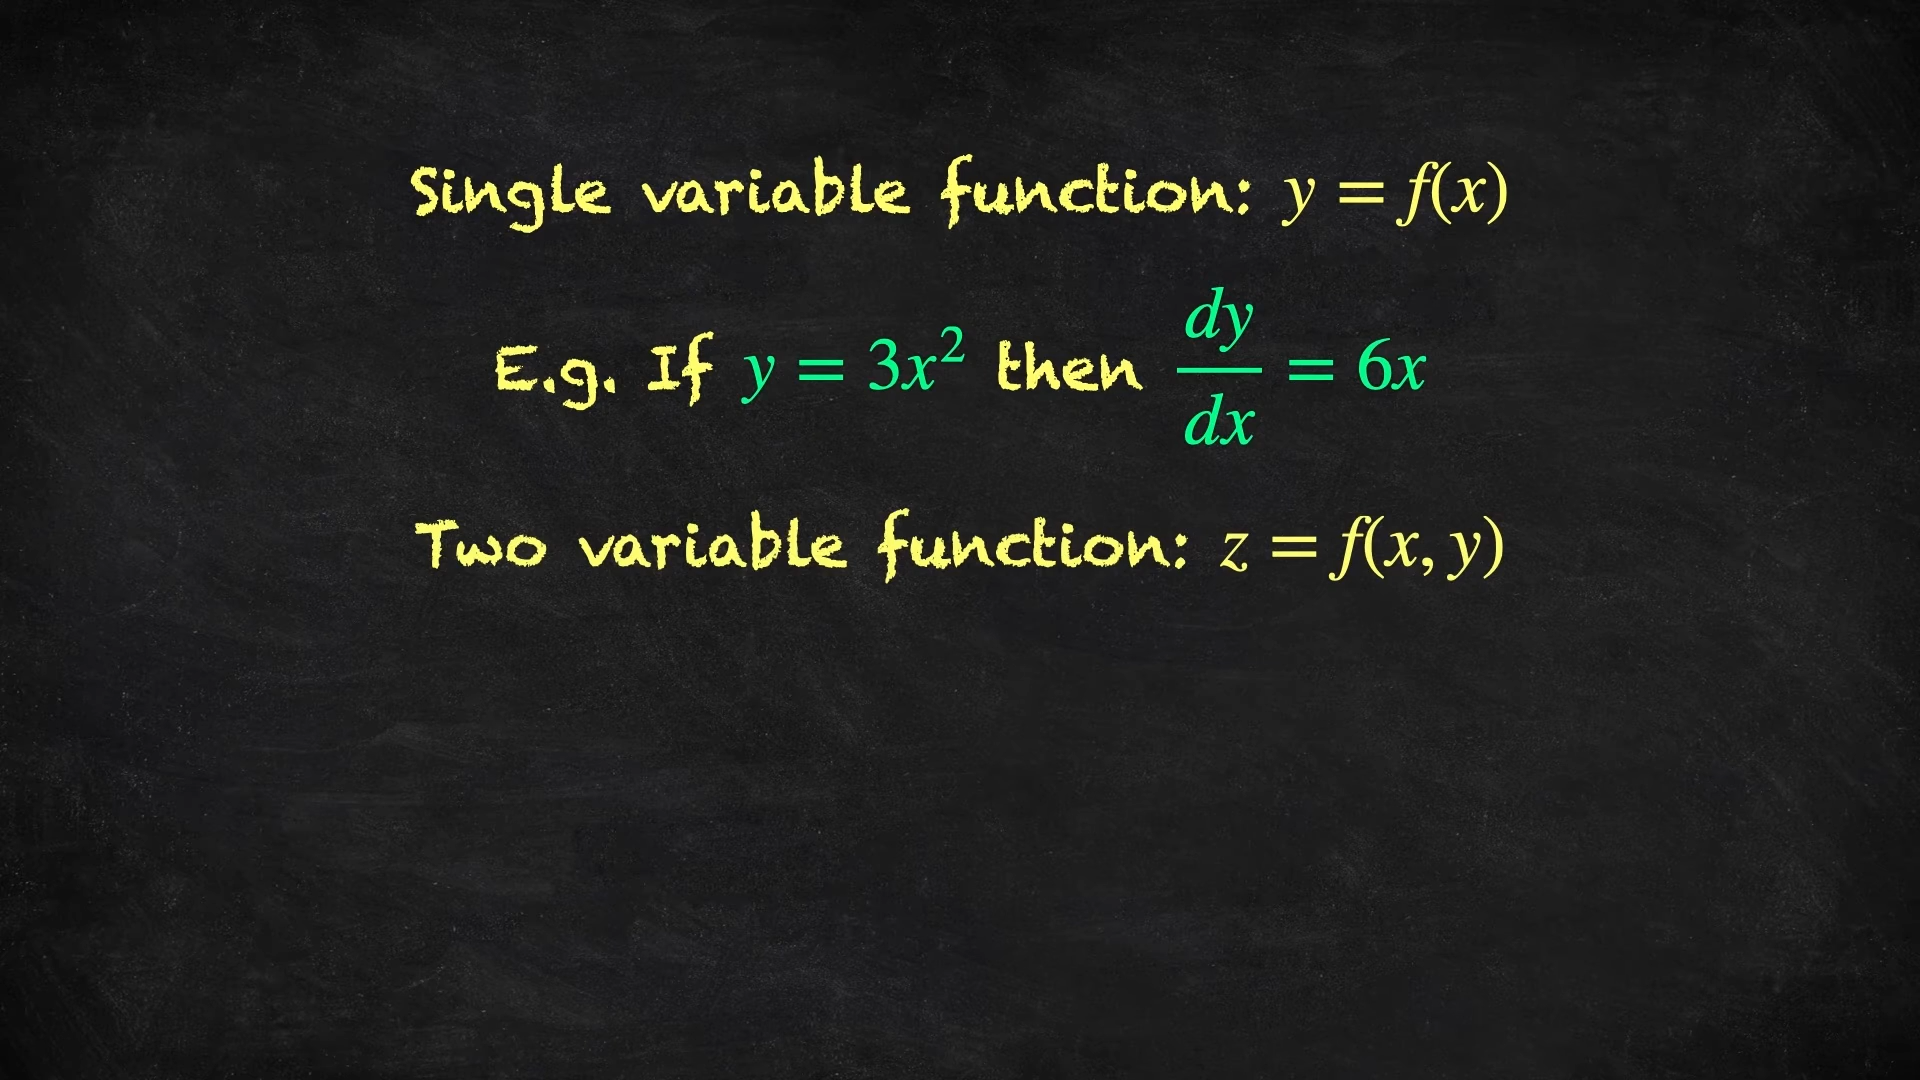 Single variable function: y = f(x)
E.g. If y = 3x² then dy/dx = 6x
Two variable function: z = f(x, y)